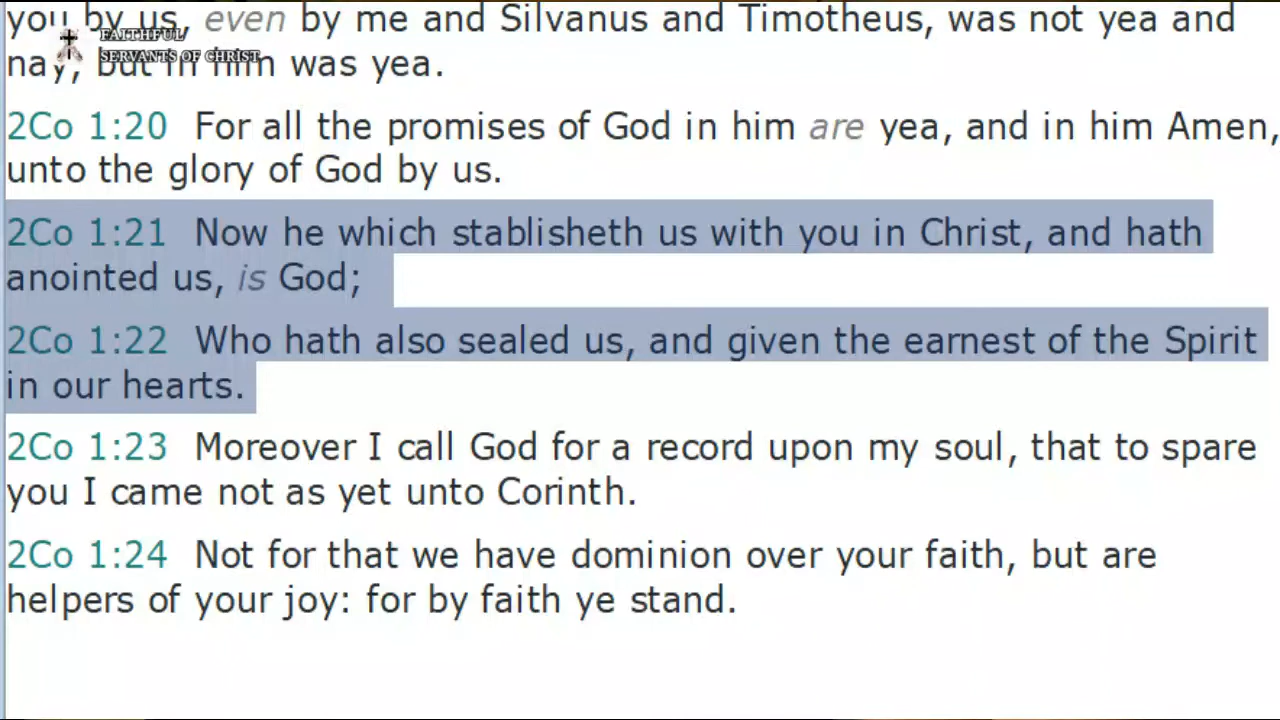 you by us, even by me and Silvanus and Timotheus, was not yea and
FAITHFUL
SERVANTS OF CHRIST
nay, but in him was yea.
2Co 1:20 For all the promises of God in him are yea, and in him Amen,
unto the glory of God by us.
2Co 1:21 Now he which stablisheth us with you in Christ, and hath
anointed us, is God;
2Co 1:22 Who hath also sealed us, and given the earnest of the Spirit
in our hearts.
2Co 1:23 Moreover I call God for a record upon my soul, that to spare
you I came not as yet unto Corinth.
2Co 1:24 Not for that we have dominion over your faith, but are
helpers of your joy: for by faith ye stand.